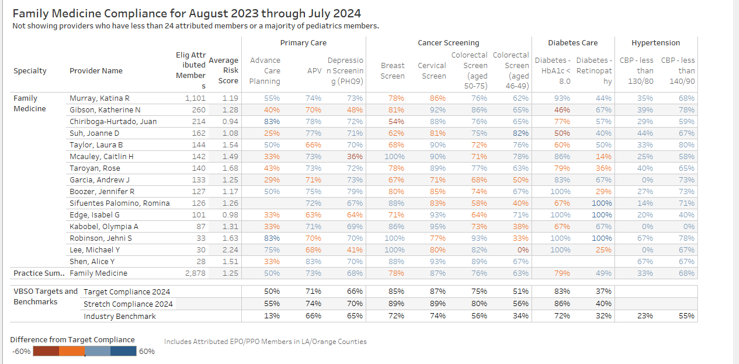 Family Medicine Compliance for August 2023 through July 2024
Not showing providers who have less than 24 attributed members or a majority of pediatrics members.
Primary Care Cancer Screening Diabetes Care Hypertension
Specialty Provider Name Elig Attributed Members Average Risk Score Advance Care Planning APV Depression Screening (PHQ9) Breast Screen Cervical Screen Colorectal Screen (aged 50-75) Colorectal Screen (aged 46-49) Diabetes - HbA1c < 8.0 Diabetes - Retinopathy CBP - less than 130/80 CBP - less than 140/90
Family Medicine Murray, Katina R 1,101 1.19 55% 74% 73% 78% 86% 76% 62% 93% 44% 35% 68%
Gibson, Katherine N 260 1.28 40% 70% 48% 81% 92% 86% 65% 46% 67% 39% 78%
Chiriboga-Hurtado, Juan 214 0.94 83% 78% 72% 54% 88% 76% 65% 77% 57% 29% 59%
Suh, Joanne D 162 1.08 25% 77% 71% 62% 81% 75% 82% 50% 40% 44% 67%
Taylor, Laura B 144 1.54 50% 66% 70% 68% 90% 72% 76% 60% 50% 33% 80%
Mcauley, Caitlin H 142 1.49 33% 73% 36% 100% 90% 71% 78% 86% 14% 25% 58%
Taroyan, Rose 140 1.68 43% 73% 72% 78% 89% 77% 63% 79% 36% 40% 65%
Garcia, Andrew J 133 1.25 29% 71% 73% 67% 71% 68% 50% 83% 67% 0% 73%
Boozer, Jennifer R 127 1.17 50% 75% 79% 80% 85% 74% 67% 100% 29% 27% 73%
Sifuentes Palomino, Romina 126 1.26 72% 67% 88% 83% 58% 40% 67% 100% 14% 71%
Edge, Isabel G 101 0.98 33% 63% 64% 71% 93% 64% 71% 100% 100% 20% 40%
Kabobel, Olympia A 87 1.31 33% 71% 69% 86% 95% 73% 38% 67% 67% 0% 0%
Robinson, Jehni S 33 1.63 83% 70% 70% 100% 77% 93% 33% 100% 100% 67% 78%
Lee, Michael Y 30 2.24 75% 68% 41% 100% 80% 82% 0% 100% 25% 0% 67%
Shen, Alice Y 28 1.51 33% 83% 70% 88% 93% 89% 67% 67% 67%
Practice Sum.. Family Medicine 2,878 1.25 50% 73% 68% 78% 87% 76% 63% 79% 49% 33% 68%
VBSO Targets and Benchmarks Target Compliance 2024 50% 71% 66% 85% 87% 75% 51% 83% 37%
Stretch Compliance 2024 55% 74% 70% 89% 89% 80% 56% 86% 40%
Industry Benchmark 13% 66% 65% 72% 74% 56% 34% 72% 32% 23% 55%
Difference from Target Compliance Includes Attributed EPO/PPO Members in LA/Orange Counties
-60% 60%